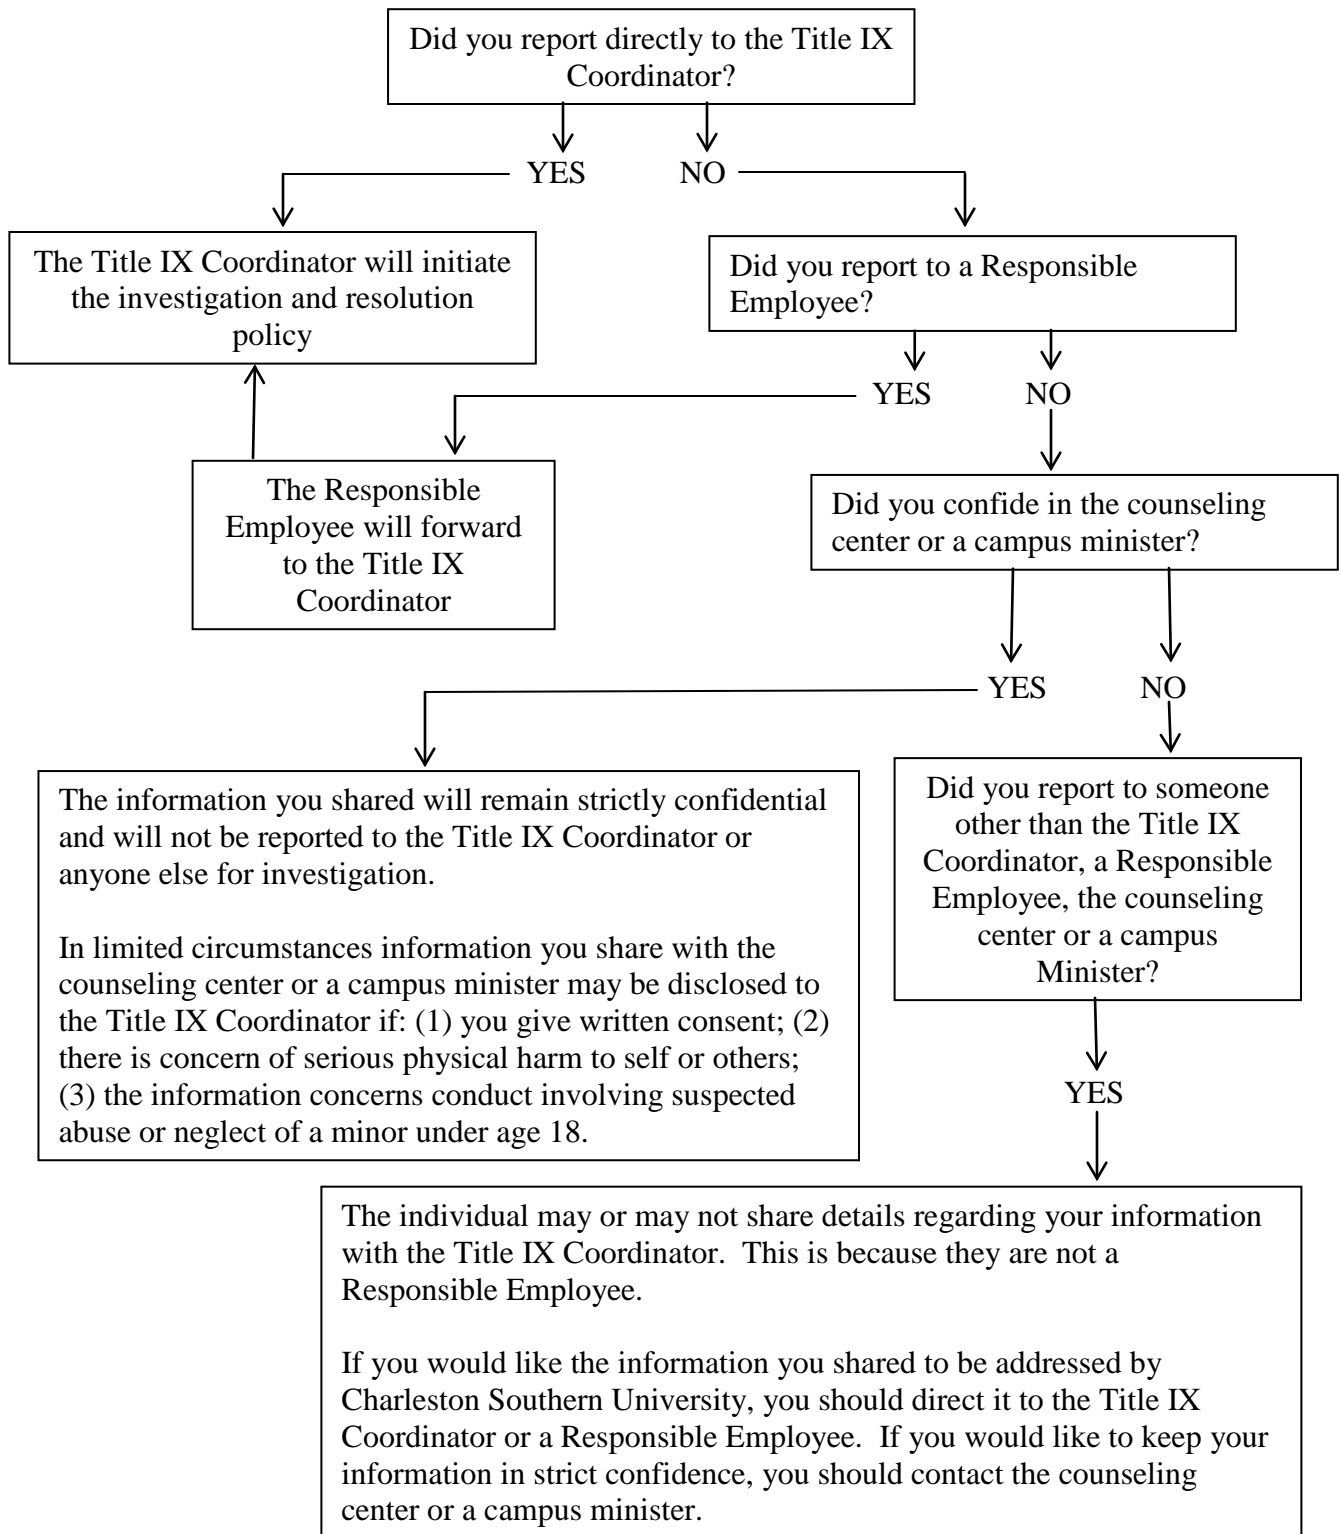 Did you report directly to the Title IX
Coordinator?
YES
NO
The Title IX Coordinator will initiate
the investigation and resolution
policy
Did you report to a Responsible
Employee?
YES
NO
The Responsible
Employee will forward
to the Title IX
Coordinator
Did you confide in the counseling
center or a campus minister?
YES
NO
The information you shared will remain strictly confidential
and will not be reported to the Title IX Coordinator or
anyone else for investigation.
In limited circumstances information you share with the
counseling center or a campus minister may be disclosed to
the Title IX Coordinator if: (1) you give written consent; (2)
there is concern of serious physical harm to self or others;
(3) the information concerns conduct involving suspected
abuse or neglect of a minor under age 18.
Did you report to someone
other than the Title IX
Coordinator, a Responsible
Employee, the counseling
center or a campus
Minister?
YES
The individual may or may not share details regarding your information
with the Title IX Coordinator.  This is because they are not a
Responsible Employee.
If you would like the information you shared to be addressed by
Charleston Southern University, you should direct it to the Title IX
Coordinator or a Responsible Employee.  If you would like to keep your
information in strict confidence, you should contact the counseling
center or a campus minister.